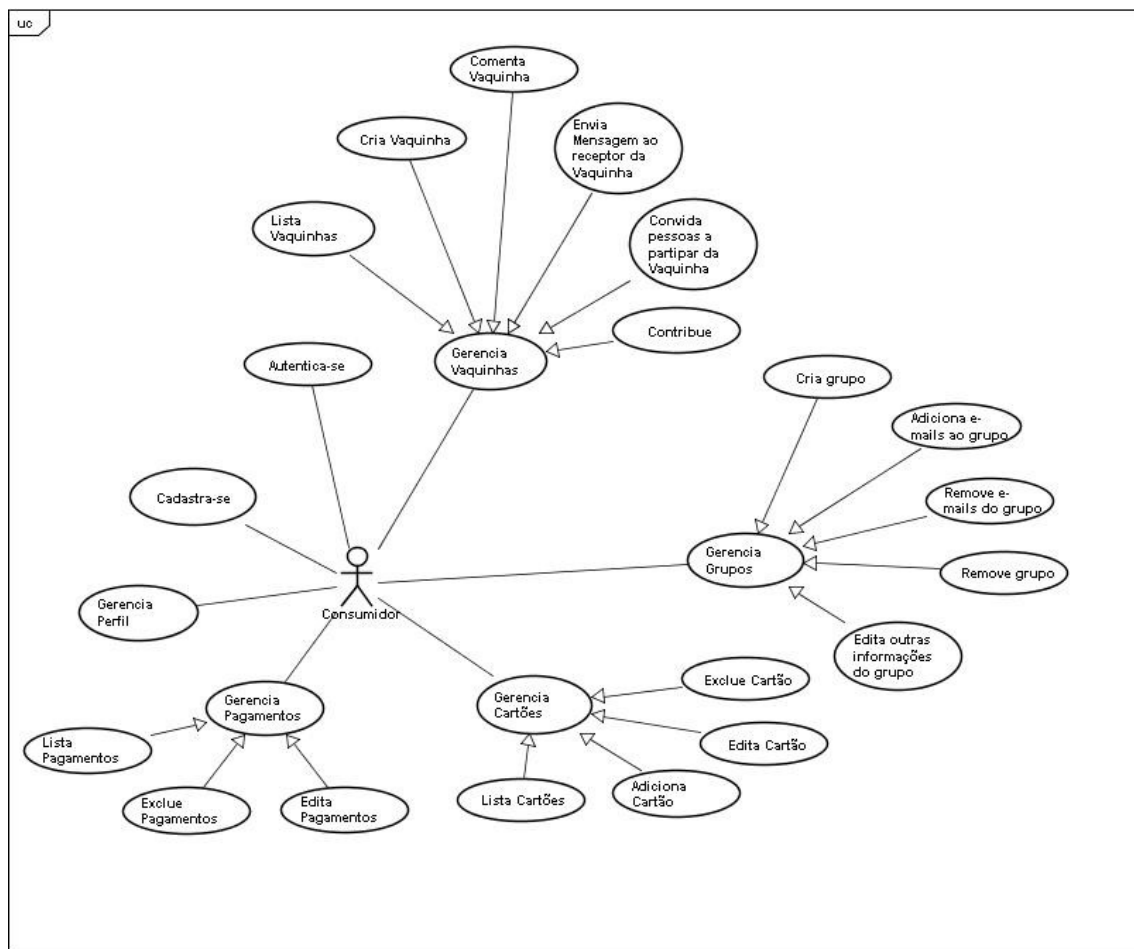 uc
Comenta
Vaquinha
Cria Vaquinha
Envia
Mensagem ao
receptor da
Vaquinha
Lista
Vaquinhas
Convida
pessoas a
partipar da
Vaquinha
Contribue
Gerencia
Vaquinhas
Autentica-se
Cria grupo
Adiciona e-
mails ao grupo
Cadastra-se
Remove e-
mails do grupo
Gerencia
Grupos
Remove grupo
Gerencia
Perfil
Consumidor
Edita outras
informações
do grupo
Gerencia
Pagamentos
Gerencia
Cartões
Exclue Cartão
Lista
Pagamentos
Edita Cartão
Exclue
Pagamentos
Edita
Pagamentos
Lista Cartões
Adiciona
Cartão